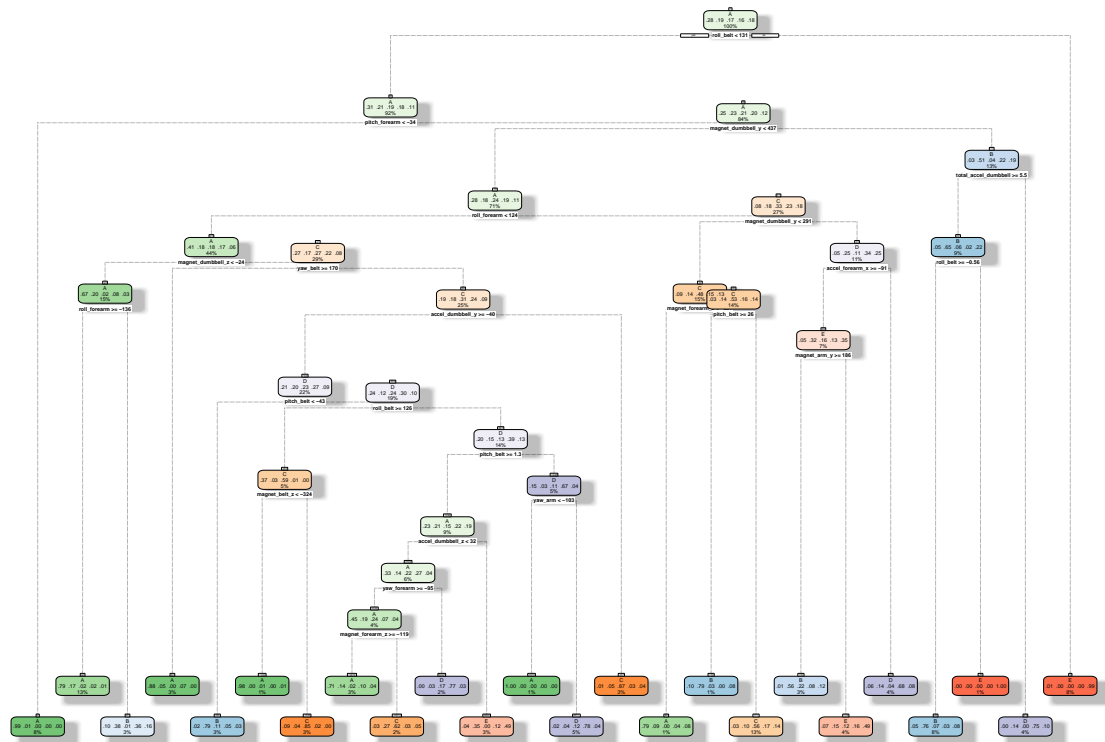 A
.28 .19 .17 .16 .18
100%
roll_belt < 131
A
.31 .21 .19 .18 .11
92%
pitch_forearm < −34
A
.25 .23 .21 .20 .12
84%
magnet_dumbbell_y < 437
B
.03 .51 .04 .22 .19
13%
total_accel_dumbbell >= 5.5
A
.28 .18 .24 .19 .11
71%
roll_forearm < 124
C
.08 .18 .33 .23 .18
27%
magnet_dumbbell_y < 291
A
.41 .18 .18 .17 .06
44%
magnet_dumbbell_z < −24
C
.27 .17 .27 .22 .08
29%
yaw_belt >= 170
D
.05 .25 .11 .34 .25
11%
accel_forearm_x >= −91
B
.05 .65 .06 .02 .22
9%
roll_belt >= −0.56
A
.67 .20 .02 .08 .03
15%
roll_forearm >= −136
C
.19 .18 .31 .24 .09
25%
accel_dumbbell_y >= −40
C
.09 .14 .48 .15 .13
15%
magnet_forearm
C
.03 .14 .53 .16 .14
14%
pitch_belt >= 26
E
.05 .32 .16 .13 .35
7%
magnet_arm_y >= 186
D
.21 .20 .23 .27 .09
22%
pitch_belt < −43
D
.24 .12 .24 .30 .10
19%
roll_belt >= 126
D
.20 .15 .13 .39 .13
14%
pitch_belt >= 1.3
C
.37 .03 .59 .01 .00
5%
magnet_belt_z < −324
D
.15 .03 .11 .67 .04
5%
yaw_arm < −103
A
.23 .21 .15 .22 .19
9%
accel_dumbbell_z < 32
A
.33 .14 .22 .27 .04
6%
yaw_forearm >= −95
A
.45 .19 .24 .07 .04
4%
magnet_forearm_z >= −119
A
.79 .17 .02 .02 .01
13%
A
.88 .05 .00 .07 .00
3%
A
.98 .00 .01 .00 .01
1%
A
.71 .14 .02 .10 .04
3%
D
.00 .03 .17 .77 .03
2%
A
1.00 .00 .00 .00 .00
1%
C
.01 .05 .87 .03 .04
3%
B
.10 .79 .03 .00 .08
1%
B
.01 .56 .22 .08 .12
3%
D
.06 .14 .04 .68 .08
4%
E
.00 .00 .00 .00 1.00
1%
E
.01 .00 .00 .00 .99
8%
A
.99 .01 .00 .00 .00
8%
B
.10 .38 .01 .36 .16
3%
B
.02 .79 .11 .05 .03
3%
C
.09 .04 .85 .02 .00
3%
C
.03 .27 .62 .03 .05
2%
E
.04 .35 .00 .12 .49
3%
D
.02 .04 .12 .78 .04
5%
A
.79 .09 .00 .04 .08
1%
C
.03 .10 .56 .17 .14
12%
E
.07 .15 .12 .16 .49
4%
B
.05 .76 .07 .03 .08
8%
D
.00 .14 .00 .75 .10
4%